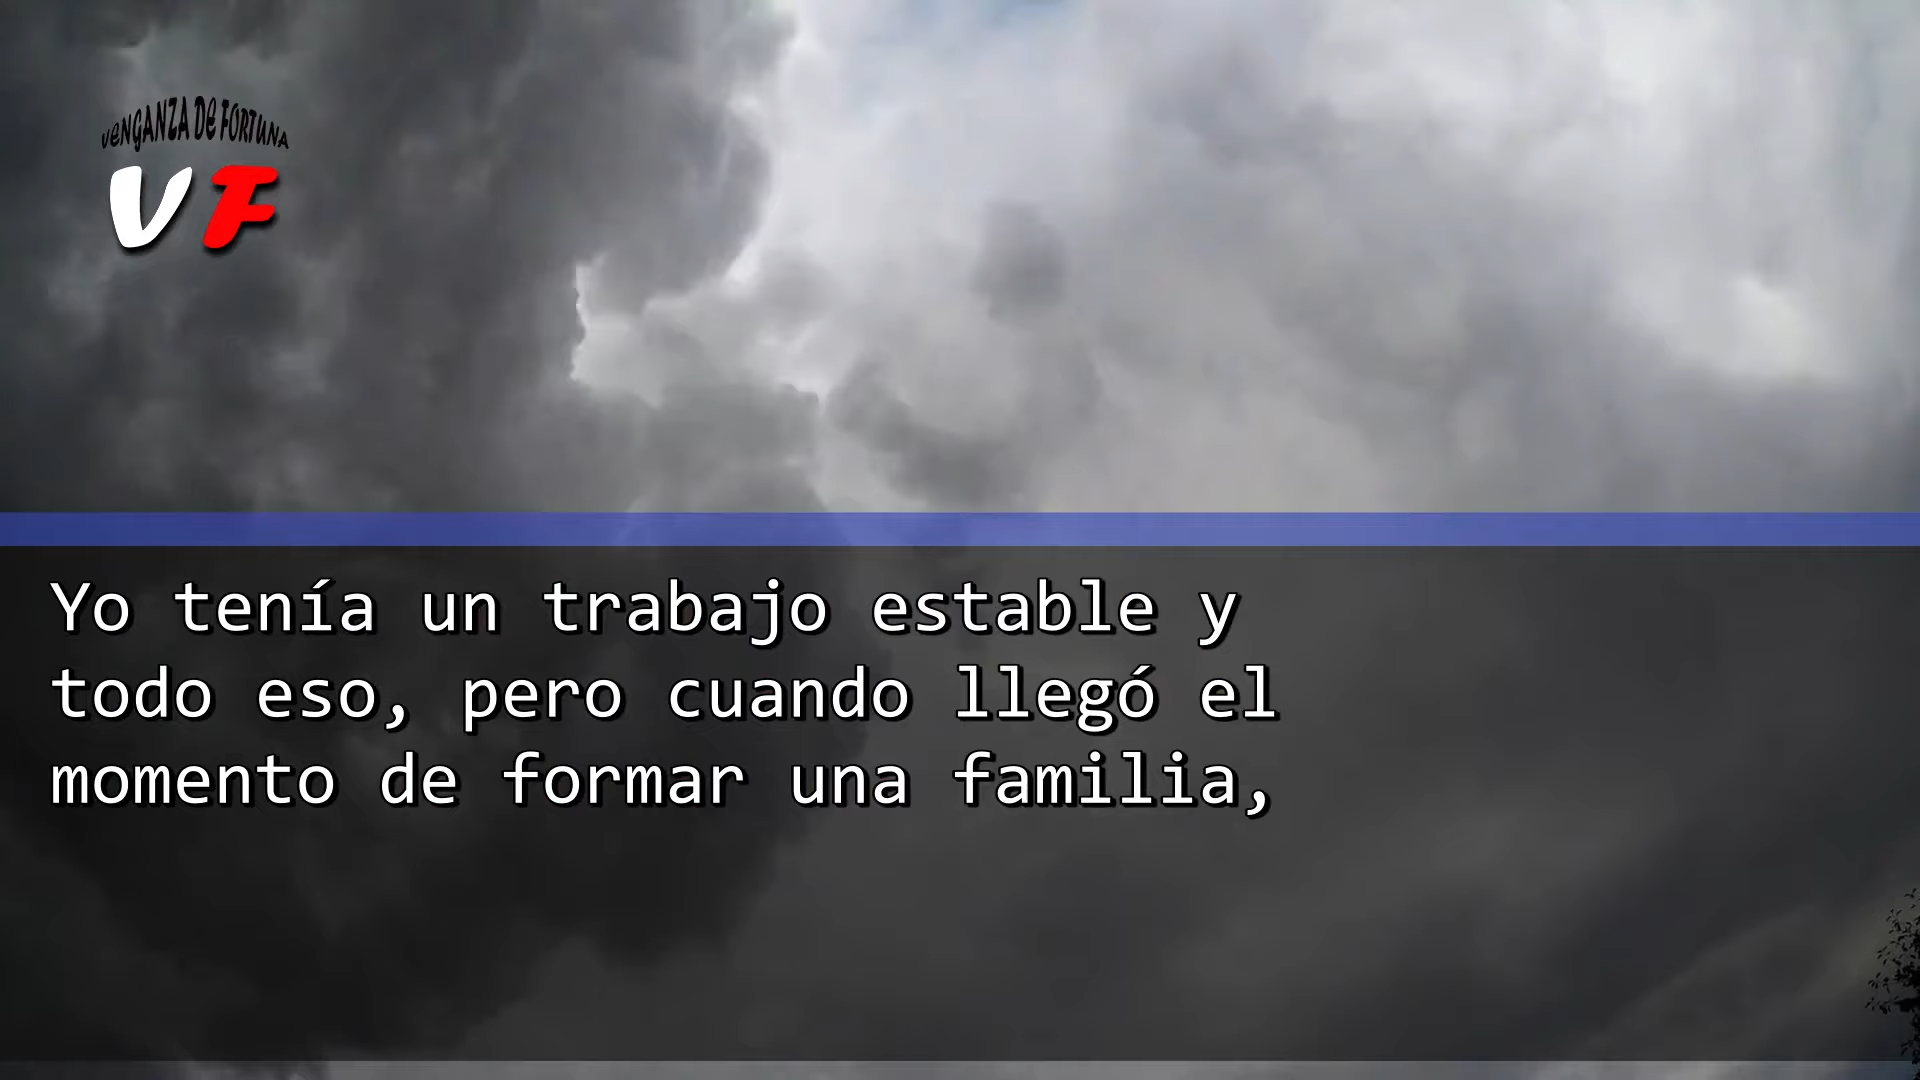 VENGANZA DE FORTUNA
VF
Yo tenía un trabajo estable y
todo eso, pero cuando llegó el
momento de formar una familia,